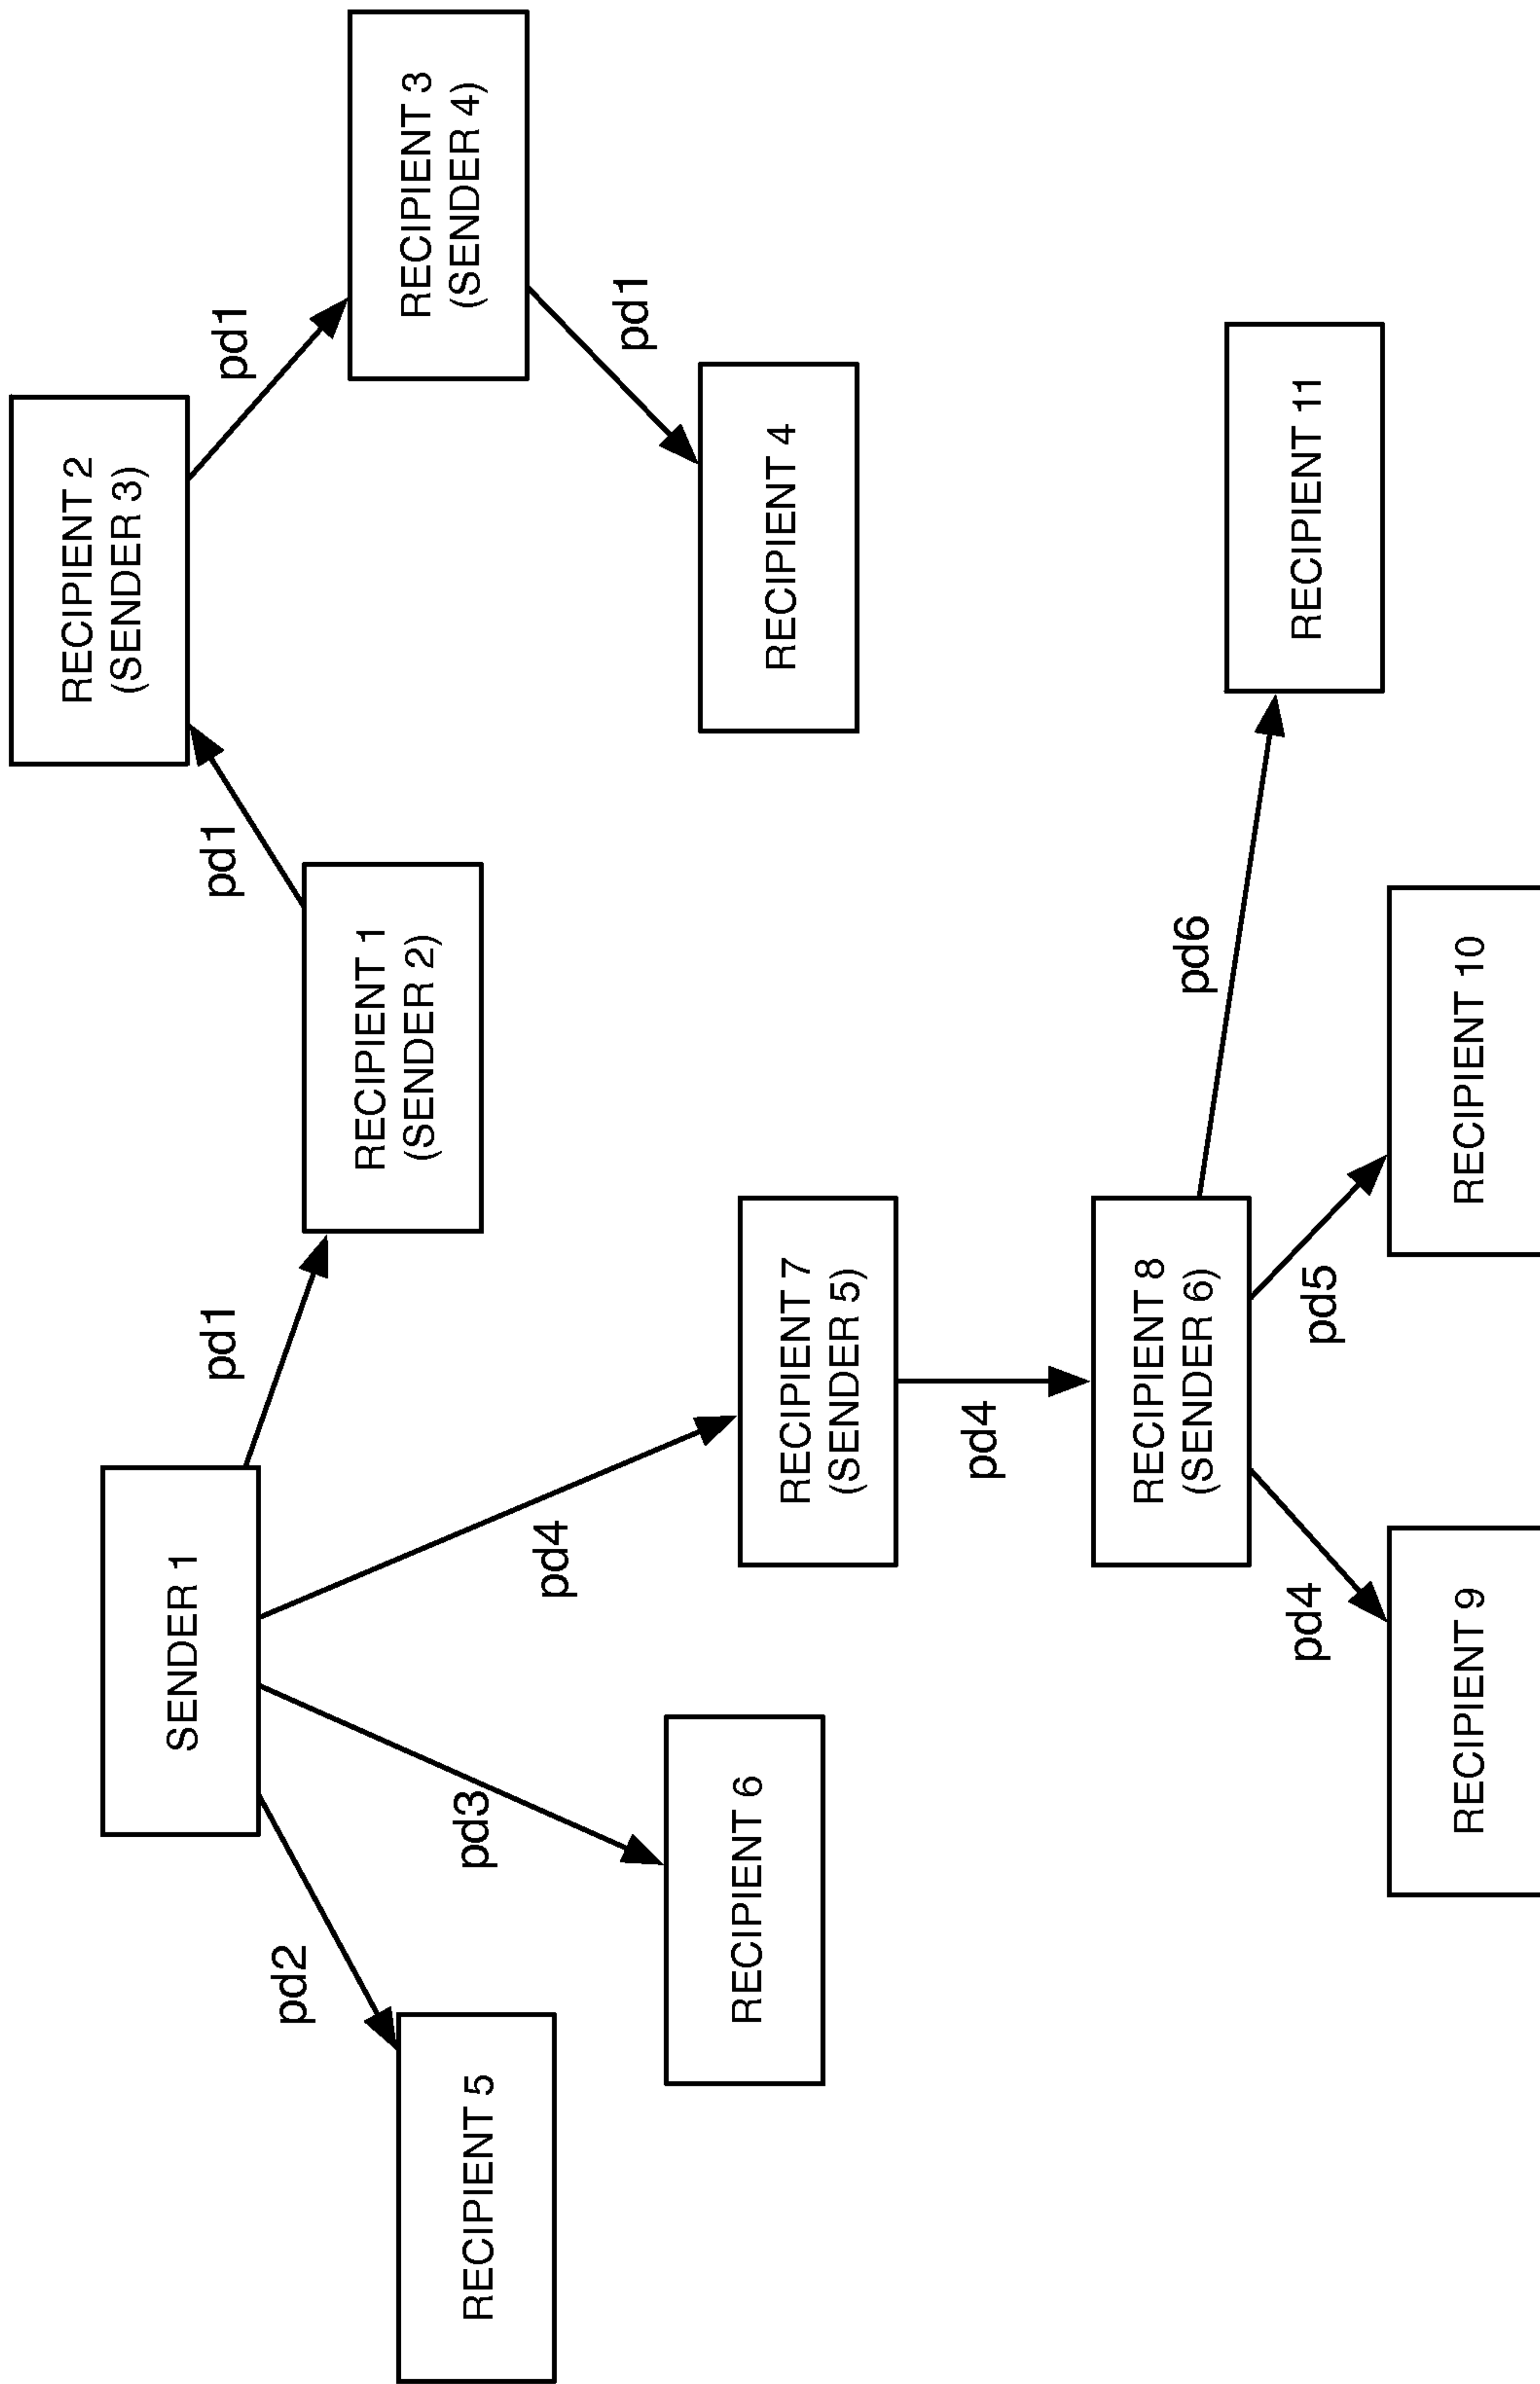 SENDER 1
pd2
RECIPIENT 5
pd3
RECIPIENT 6
pd4
RECIPIENT 7
(SENDER 5)
pd4
RECIPIENT 8
(SENDER 6)
pd4
RECIPIENT 9
pd5
RECIPIENT 10
pd6
RECIPIENT 11
pd1
RECIPIENT 1
(SENDER 2)
pd1
RECIPIENT 2
(SENDER 3)
pd1
RECIPIENT 3
(SENDER 4)
pd1
RECIPIENT 4